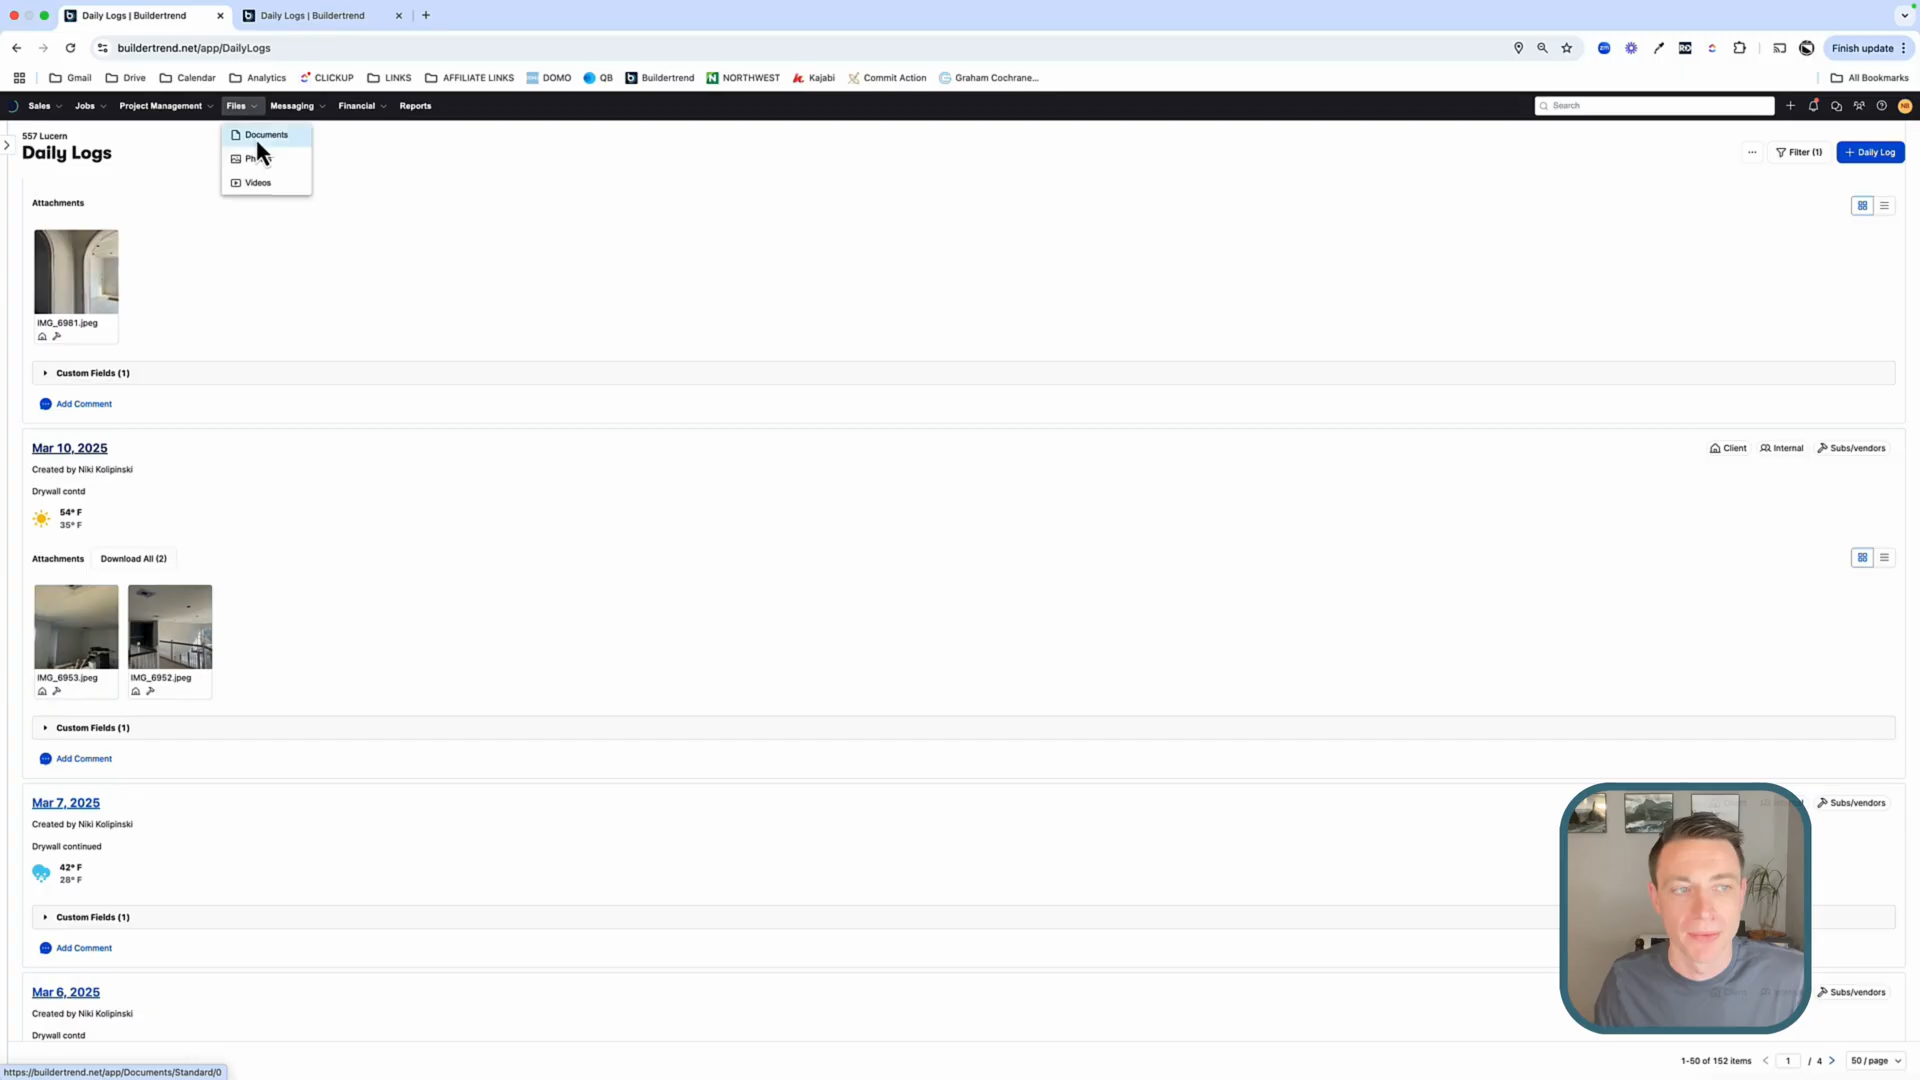 Daily Logs | Buildertrend
Daily Logs | Buildertrend
buildertrend.net/app/DailyLogs
Finish update
Gmail Drive Calendar Analytics CLICKUP LINKS AFFILIATE LINKS DOMO QB Buildertrend NORTHWEST Kajabi Commit Action Graham Cochrane... All Bookmarks
Sales Jobs Project Management Files Messaging Financial Reports Search NB
557 Lucern
Daily Logs
Documents
Videos
Filter (1)
Daily Log
Attachments
IMG_6981.jpeg
Custom Fields (1)
Add Comment
Mar 10, 2025
Client Internal Subs/vendors
Created by Niki Kolipinski
Drywall contd
54° F
35° F
Attachments Download All (2)
IMG_6953.jpeg IMG_6952.jpeg
Custom Fields (1)
Add Comment
Mar 7, 2025
Subs/vendors
Created by Niki Kolipinski
Drywall continued
42° F
28° F
Custom Fields (1)
Add Comment
Mar 6, 2025
Subs/vendors
Created by Niki Kolipinski
Drywall contd
1-50 of 152 items 1 / 4 50 / page
https://buildertrend.net/app/Documents/Standard/0